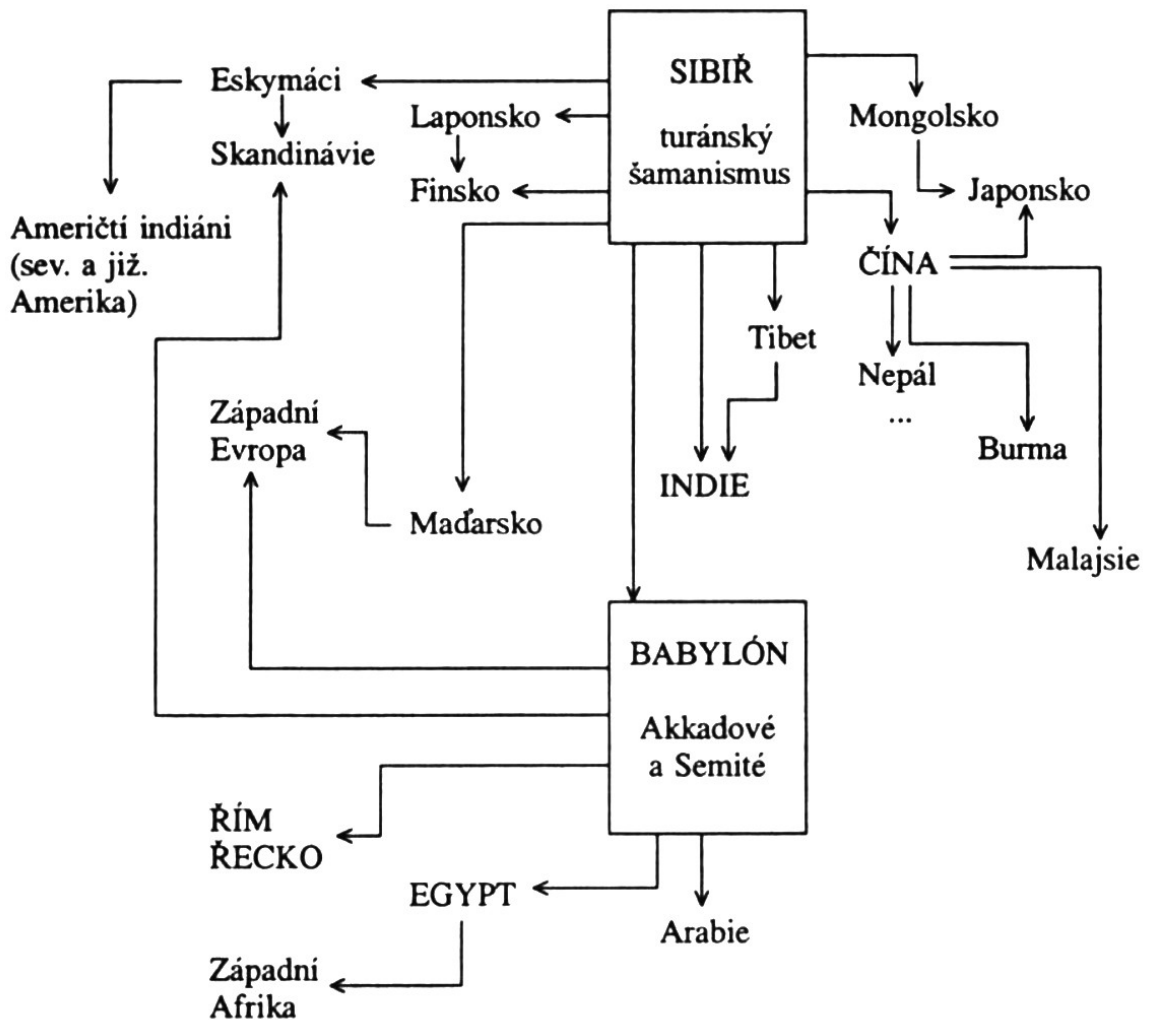 SIBIŘ
turánský
šamanismus
Eskymáci
Laponsko
Mongolsko
Skandinávie
Finsko
Japonsko
Američtí indiáni
(sev. a již.
Amerika)
ČÍNA
Tibet
Nepál
...
Západní
Evropa
Burma
INDIE
Maďarsko
Malajsie
BABYLÓN
Akkadové
a Semité
ŘÍM
ŘECKO
EGYPT
Arabie
Západní
Afrika